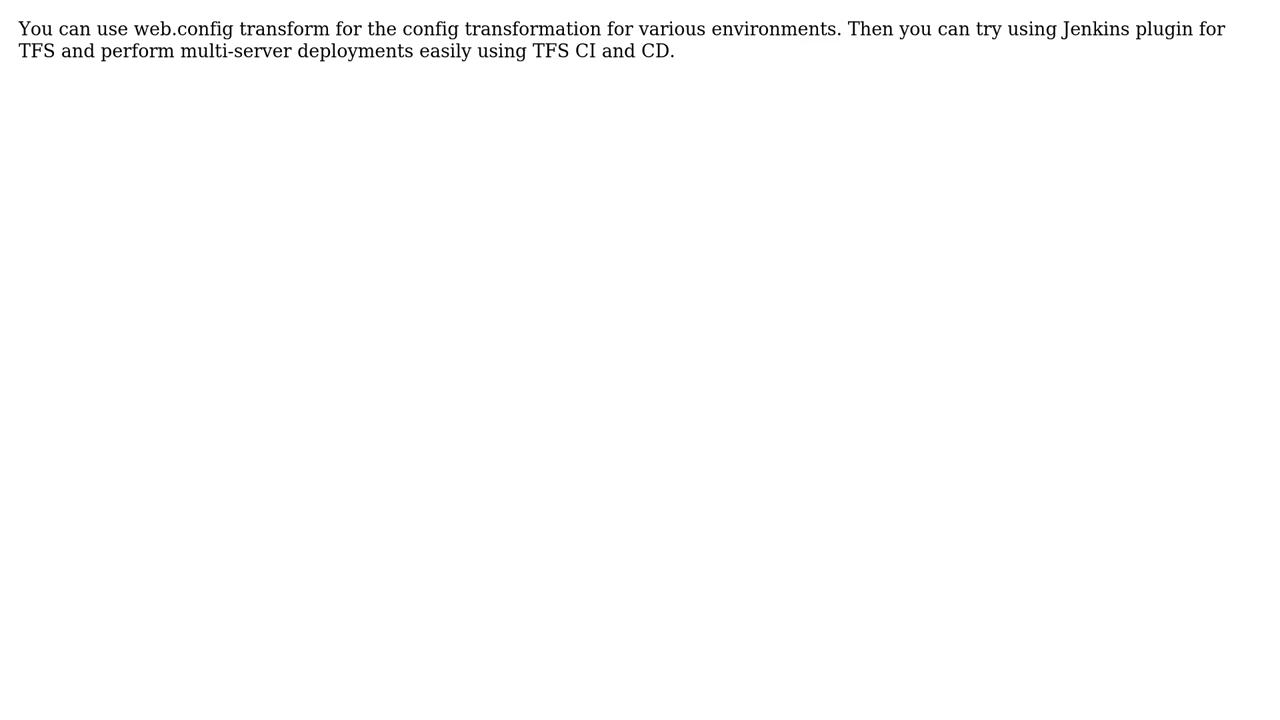 You can use web.config transform for the config transformation for various environments. Then you can try using Jenkins plugin for
TFS and perform multi-server deployments easily using TFS CI and CD.